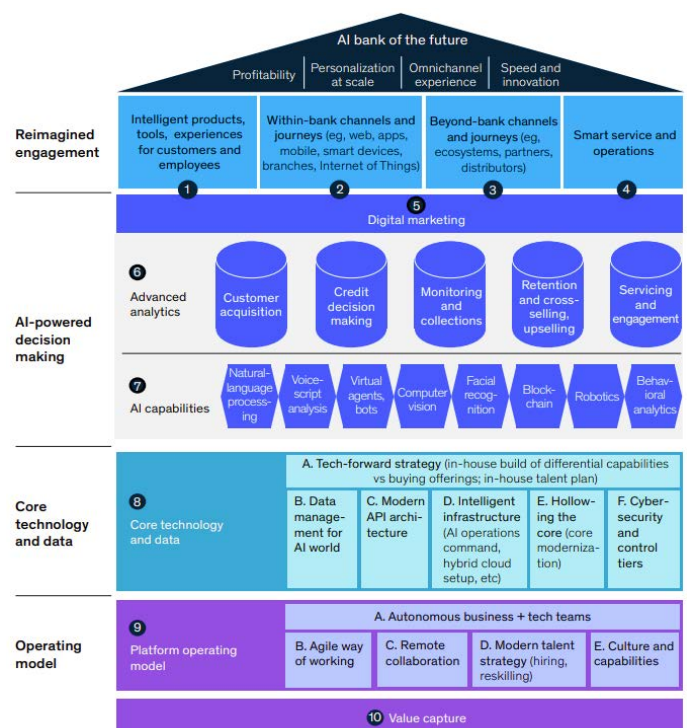 AI bank of the future
Profitability
Personalization
at scale
Omnichannel
experience
Speed and
innovation
Reimagined
engagement
Intelligent products,
tools, experiences
for customers and
employees
1
Within-bank channels and
journeys (eg, web, apps,
mobile, smart devices,
branches, Internet of Things)
2
Beyond-bank channels
and journeys (eg,
ecosystems, partners,
distributors)
3
Smart service and
operations
4
AI-powered
decision
making
5
Digital marketing
6
Advanced
analytics
Customer
acquisition
Credit
decision
making
Monitoring
and
collections
Retention
and cross-
selling,
upselling
Servicing
and
engagement
7
AI capabilities
Natural-
language
process-
ing
Voice-
script
analysis
Virtual
agents,
bots
Computer
vision
Facial
recog-
nition
Block-
chain
Robotics
Behav-
ioral
analytics
Core
technology
and data
8
Core technology
and data
A. Tech-forward strategy (in-house build of differential capabilities
vs buying offerings; in-house talent plan)
B. Data
manage-
ment for
AI world
C. Modern
API archi-
tecture
D. Intelligent
infrastructure
(AI operations
command,
hybrid cloud
setup, etc)
E. Hollow-
ing the
core (core
moderniza-
tion)
F. Cyber-
security
and
control
tiers
Operating
model
9
Platform operating
model
A. Autonomous business + tech teams
B. Agile way
of working
C. Remote
collaboration
D. Modern talent
strategy (hiring,
reskilling)
E. Culture and
capabilities
10 Value capture